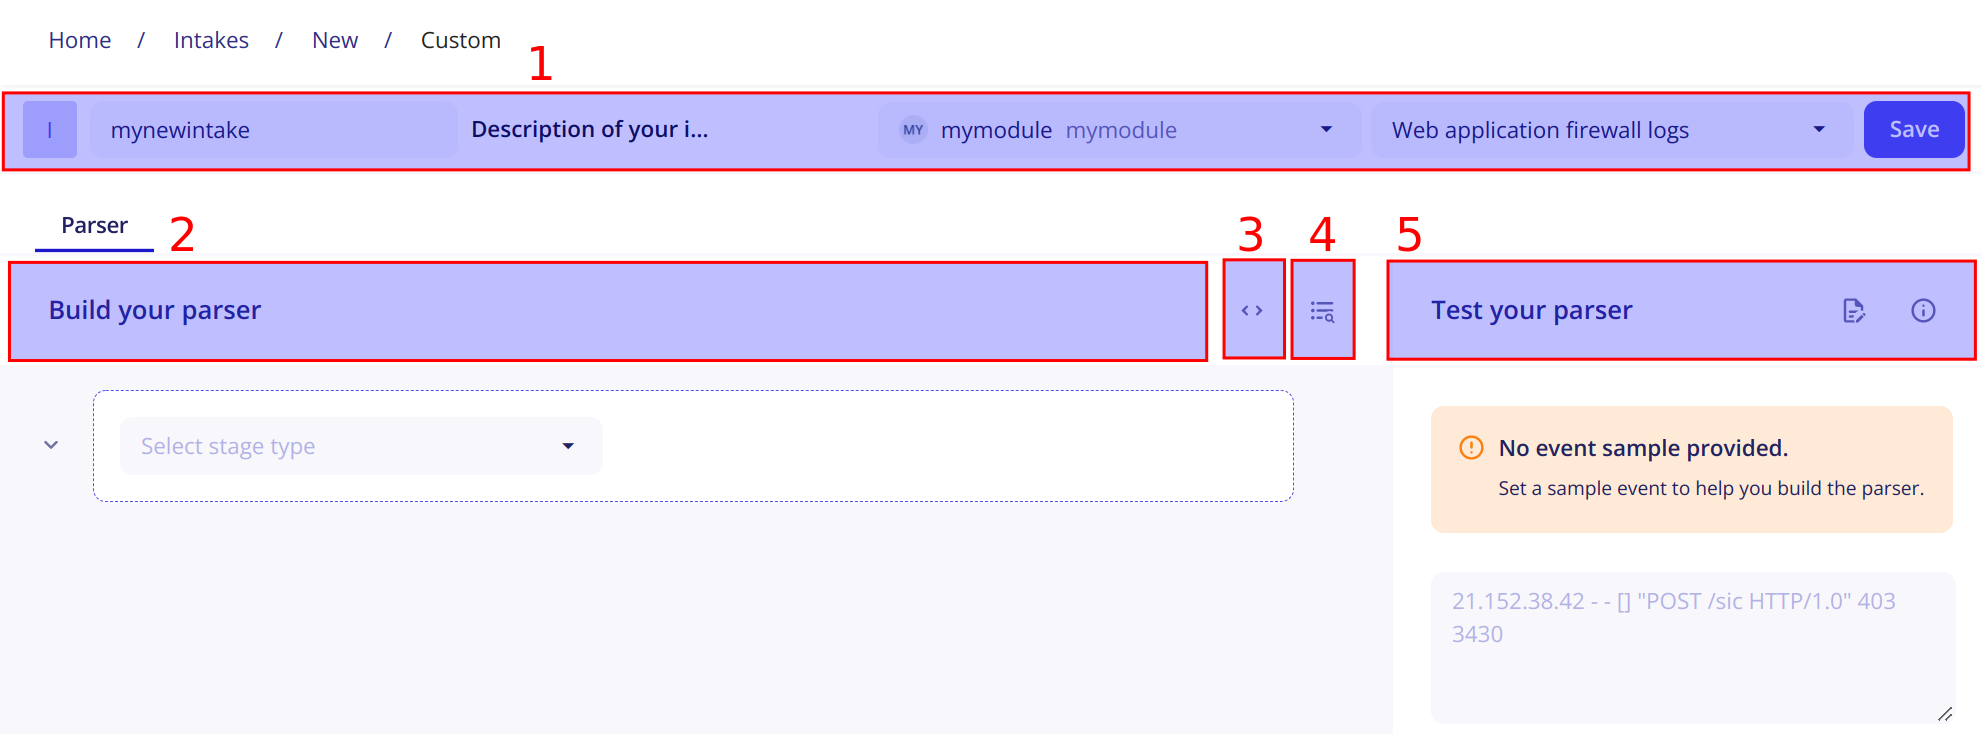 Home / Intakes / New / Custom
1
I mynewintake Description of your i... MY mymodule mymodule Web application firewall logs Save
Parser 2 3 4 5
Build your parser <> Test your parser
Select stage type
No event sample provided.
Set a sample event to help you build the parser.
21.152.38.42 - - [] "POST /sic HTTP/1.0" 403
3430